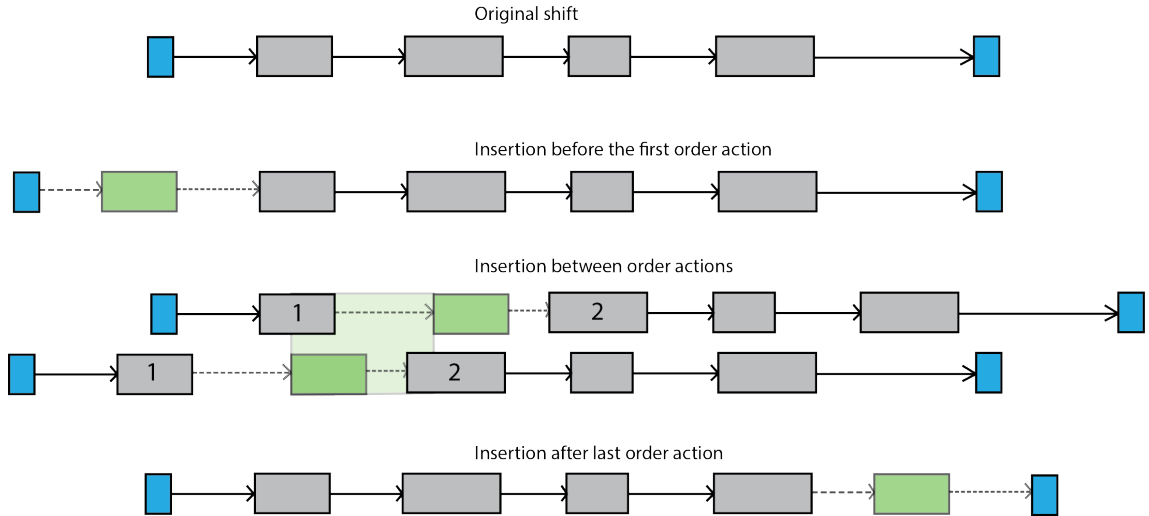 Original shift
Insertion before the first order action
Insertion between order actions
1 2
1 2
Insertion after last order action